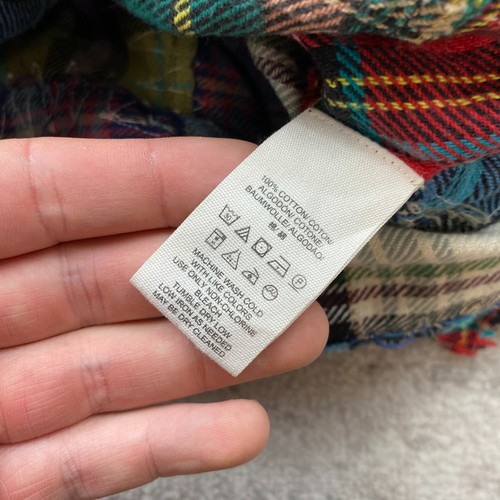 100% COTTON/ COTON/
ALGODÓN/ COTONE/
BAUMWOLLE/ ALGODÃO/
棉/ 綿
MACHINE WASH COLD
WITH LIKE COLORS
USE ONLY NON-CHLORINE
BLEACH
TUMBLE DRY LOW
LOW IRON AS NEEDED
MAY BE DRY CLEANED